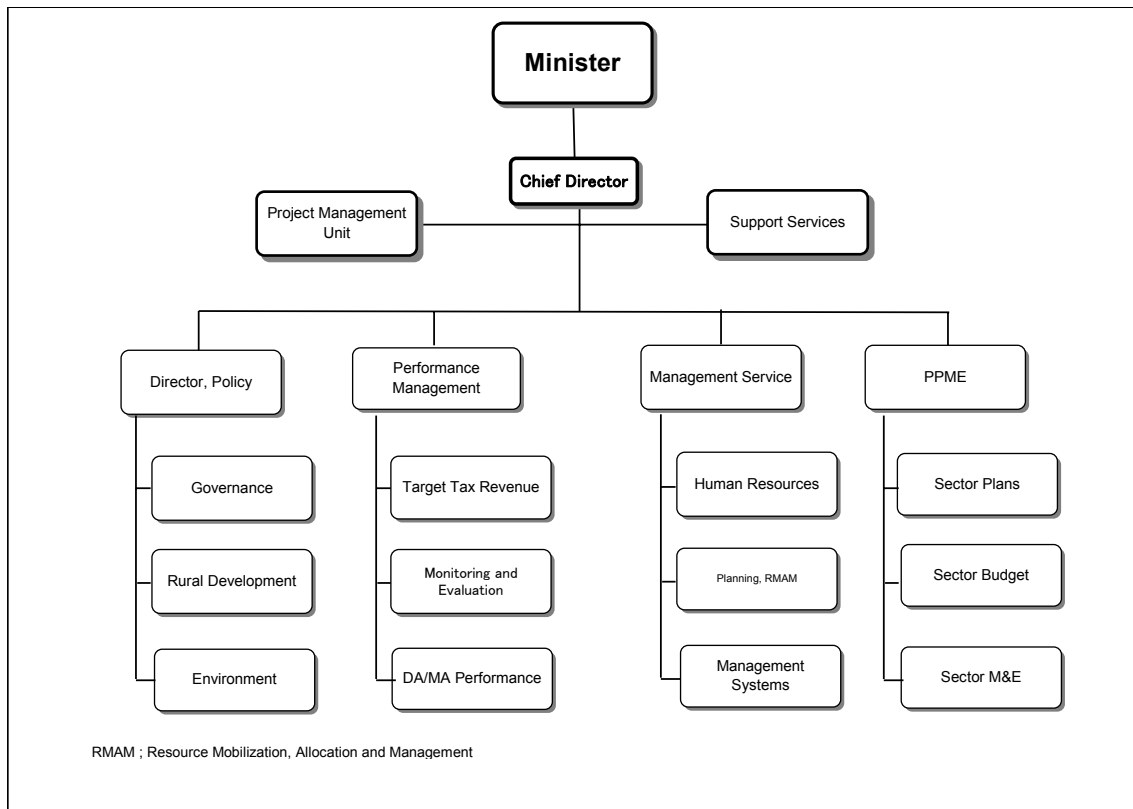 Minister
Chief Director
Project Management
Unit
Support Services
Director, Policy
Performance
Management
Management Service
PPME
Governance
Target Tax Revenue
Human Resources
Sector Plans
Rural Development
Monitoring and
Evaluation
Planning, RMAM
Sector Budget
Environment
DA/MA Performance
Management
Systems
Sector M&E
RMAM ; Resource Mobilization, Allocation and Management